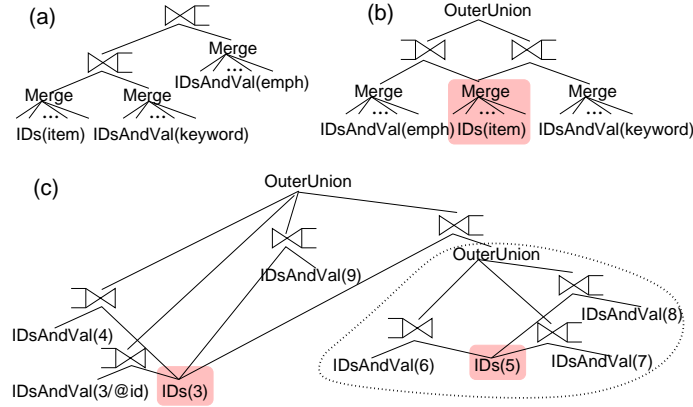 (a)
Merge
...
IDsAndVal(emph)
Merge
...
IDs(item)
Merge
...
IDsAndVal(keyword)
(b)
OuterUnion
Merge
...
IDsAndVal(emph)
Merge
...
IDs(item)
Merge
...
IDsAndVal(keyword)
(c)
OuterUnion
IDsAndVal(9)
OuterUnion
IDsAndVal(4)
IDsAndVal(8)
IDsAndVal(3/@id)
IDs(3)
IDsAndVal(6)
IDs(5)
IDsAndVal(7)